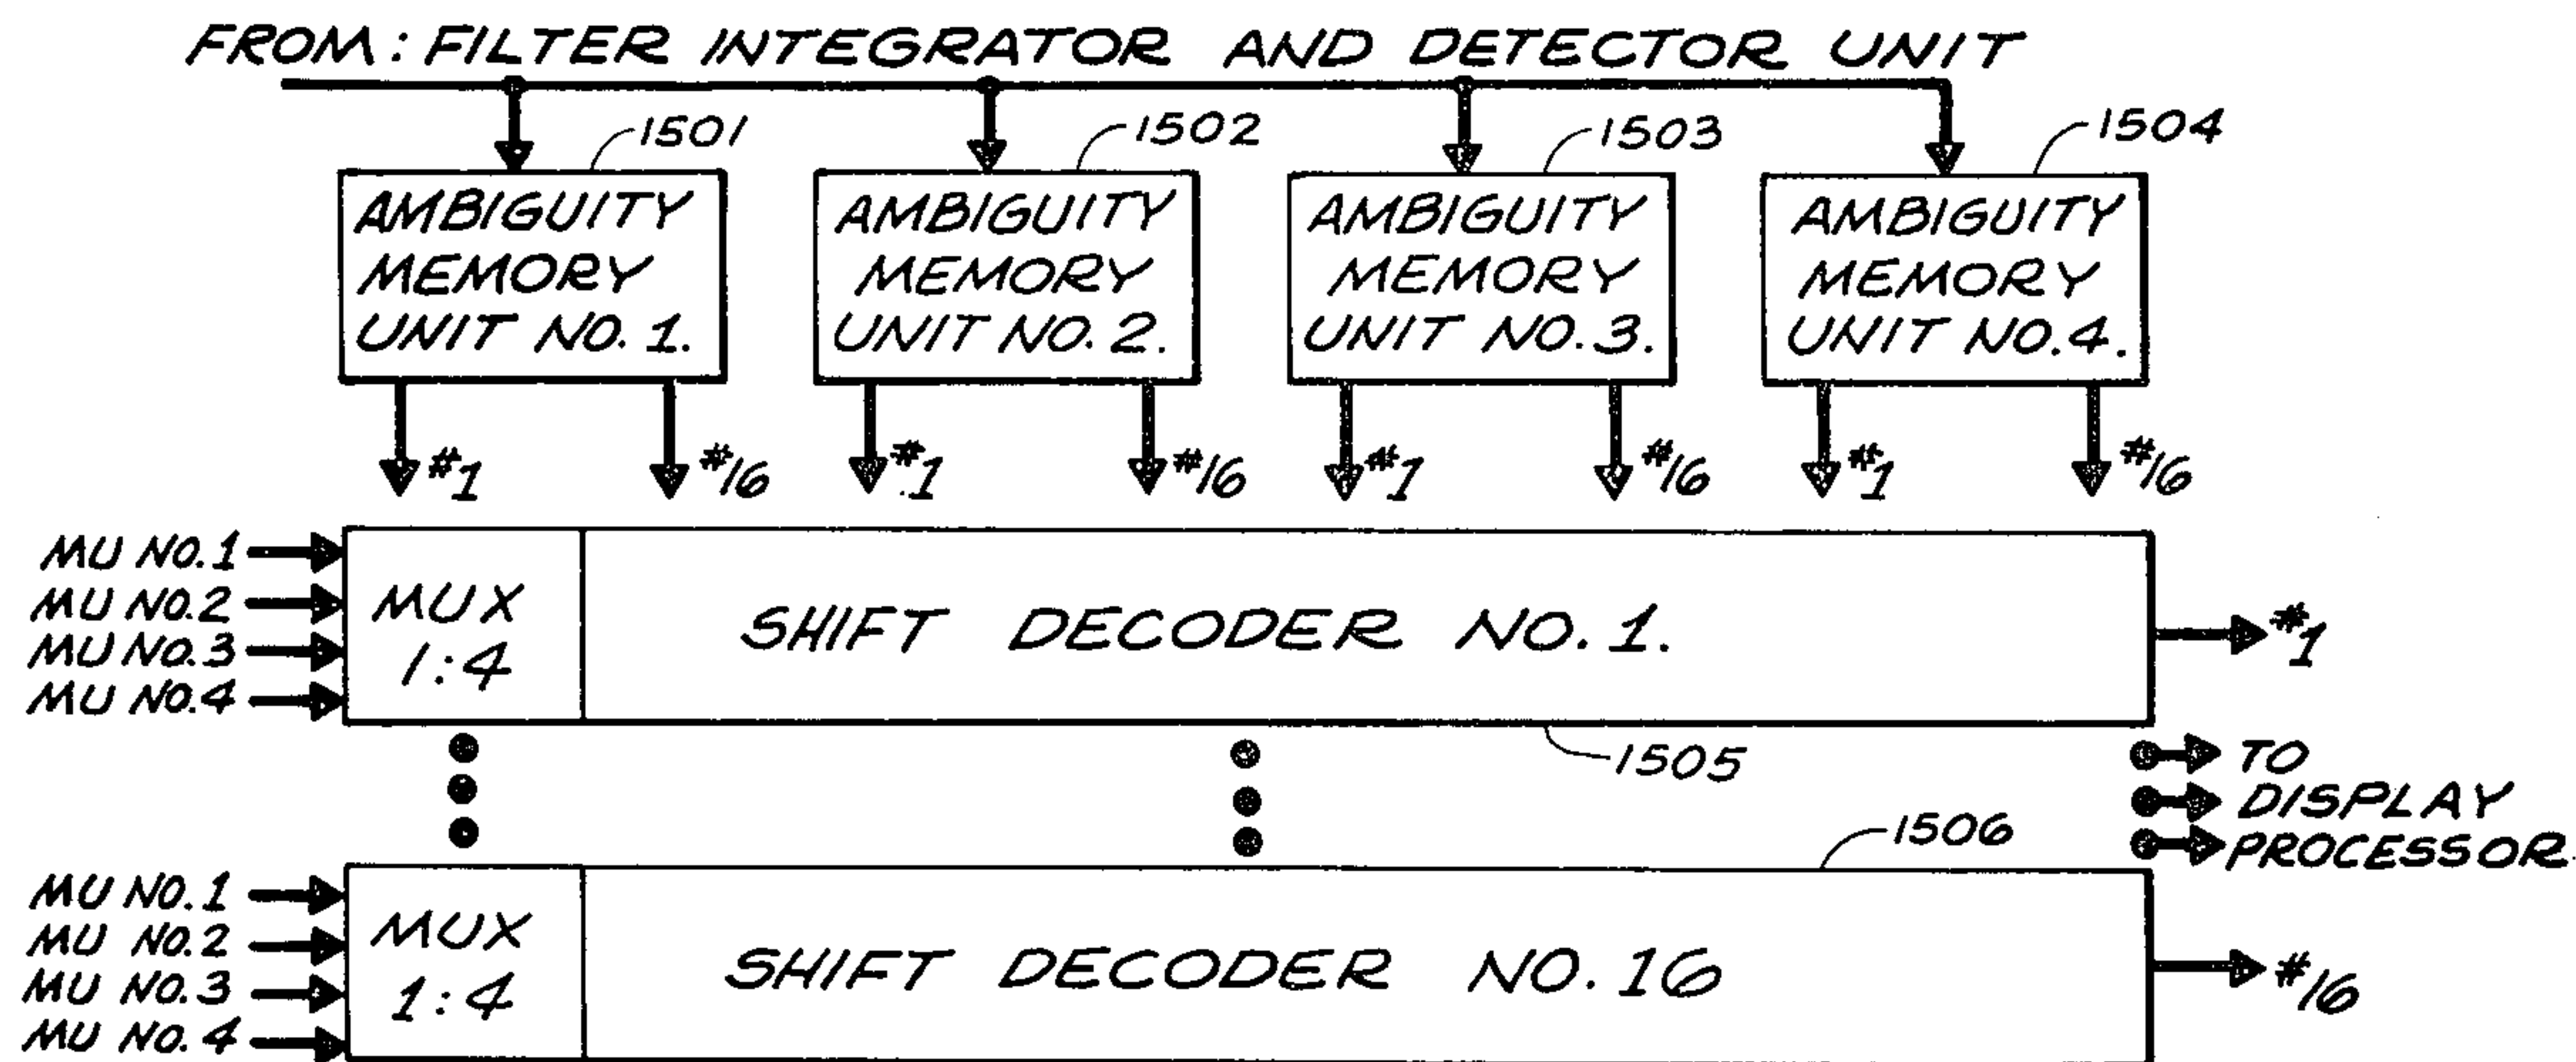 FROM: FILTER INTEGRATOR AND DETECTOR UNIT
1501
1502
1503
1504
AMBIGUITY
MEMORY
UNIT NO. 1.
AMBIGUITY
MEMORY
UNIT NO. 2.
AMBIGUITY
MEMORY
UNIT NO. 3.
AMBIGUITY
MEMORY
UNIT NO. 4.
#1
#16
#1
#16
#1
#16
#1
#16
MU NO. 1
MU NO. 2
MU NO. 3
MU NO. 4
MUX
1:4
SHIFT DECODER NO. 1.
#1
1505
TO
DISPLAY
PROCESSOR
1506
MU NO. 1
MU NO. 2
MU NO. 3
MU NO. 4
MUX
1:4
SHIFT DECODER NO. 16
#16